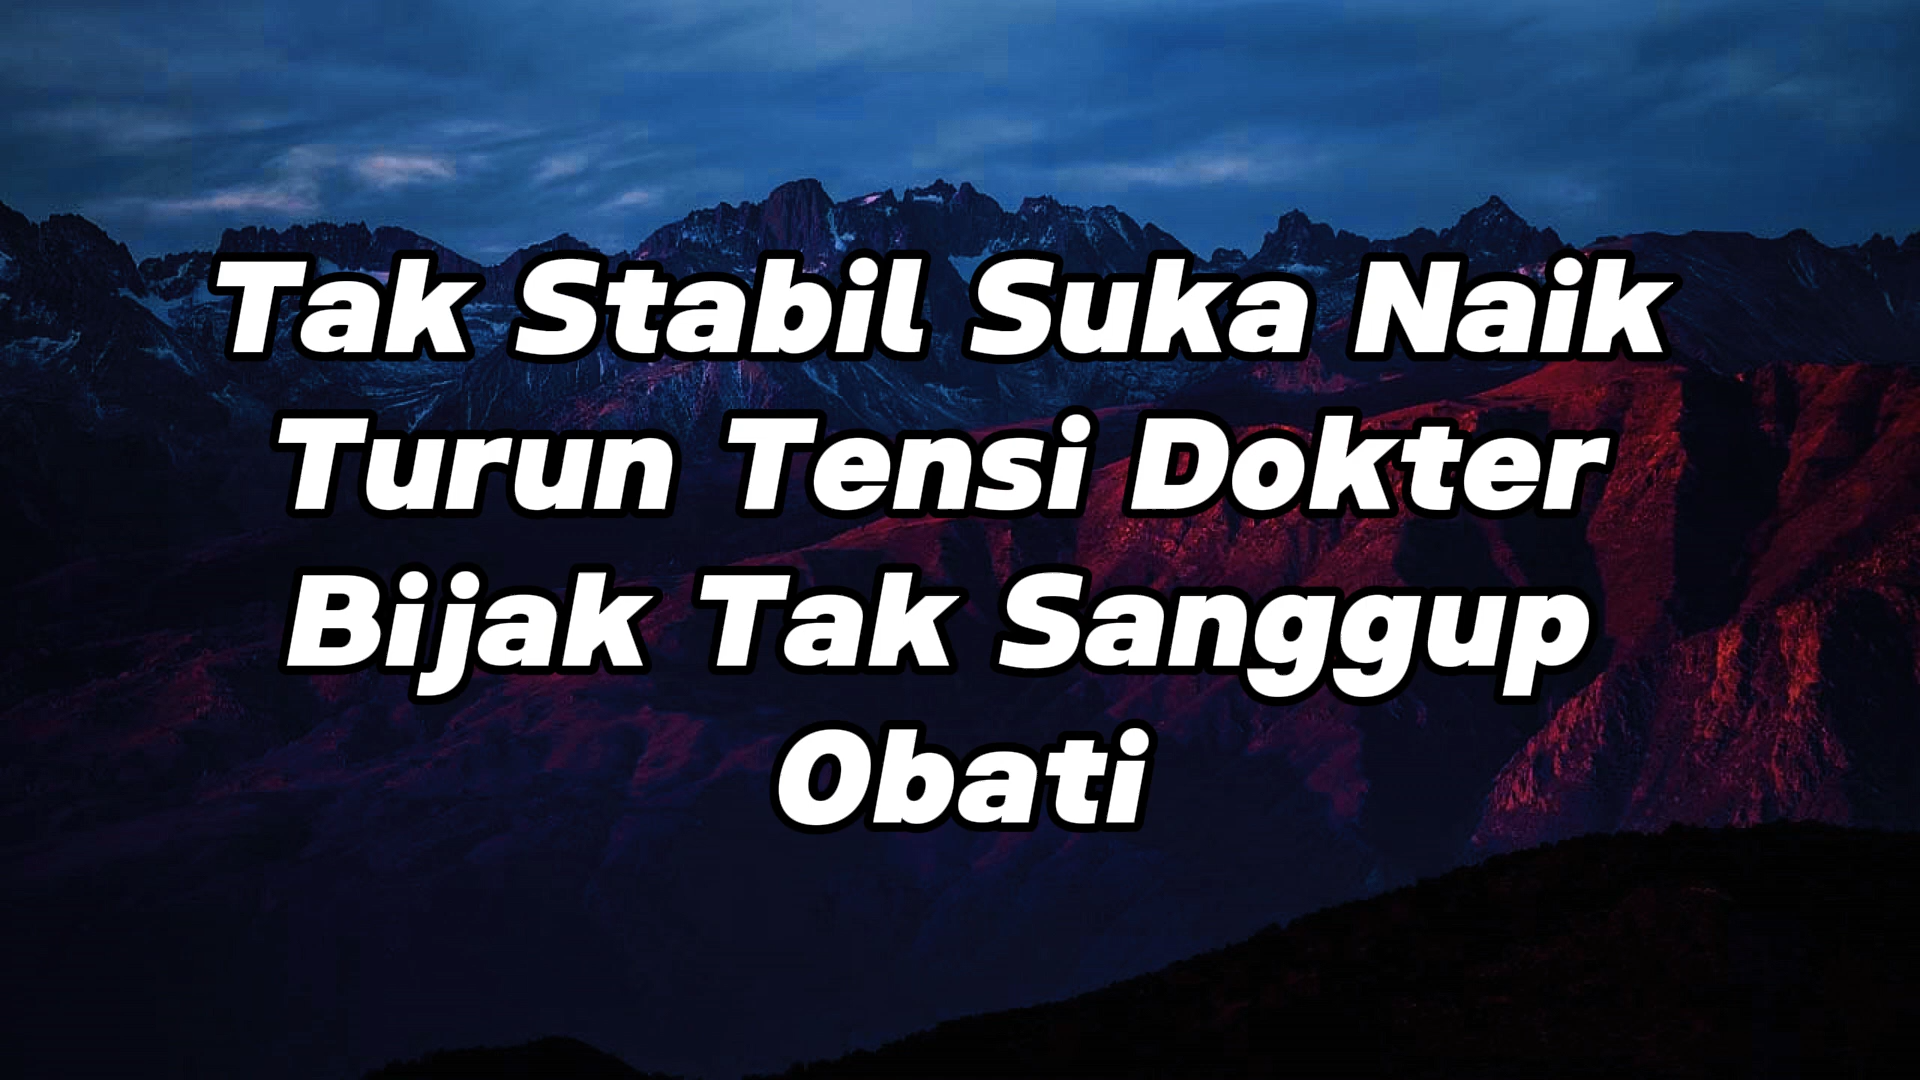 Tak Stabil Suka Naik
Turun Tensi Dokter
Bijak Tak Sanggup
Obati